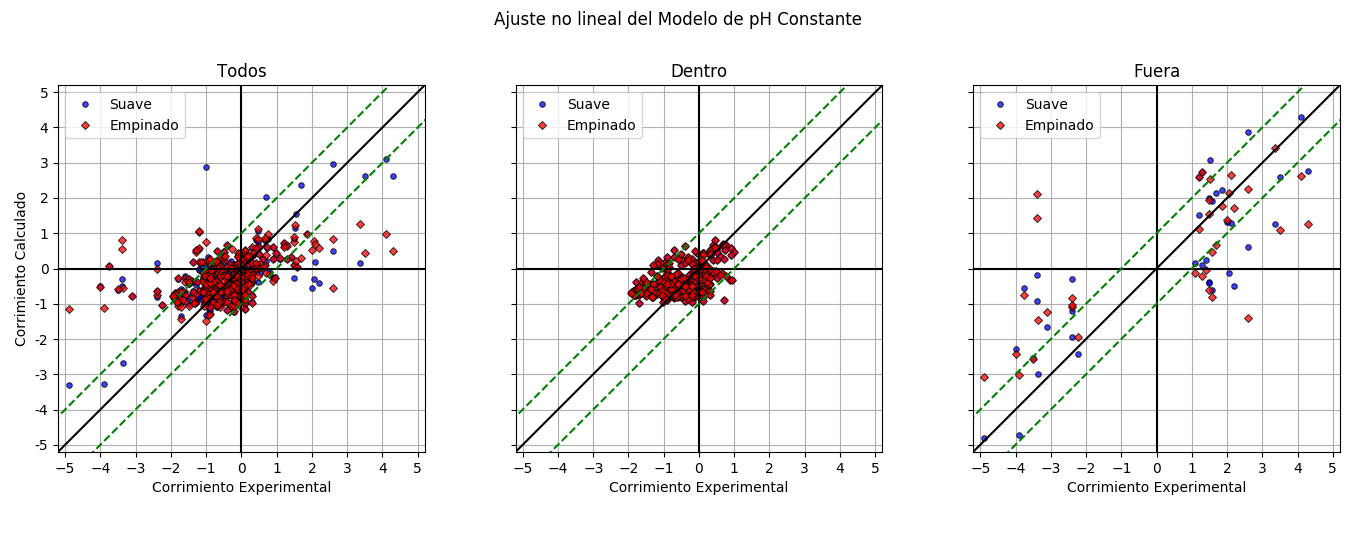 Ajuste no lineal del Modelo de pH Constante
Todos
Dentro
Fuera
Suave
Empinado
Suave
Empinado
Suave
Empinado
Corrimiento Calculado
5
4
3
2
1
0
-1
-2
-3
-4
-5
−5 −4 −3 −2 −1 0 1 2 3 4 5
−5 −4 −3 −2 −1 0 1 2 3 4 5
−5 −4 −3 −2 −1 0 1 2 3 4 5
Corrimiento Experimental
Corrimiento Experimental
Corrimiento Experimental